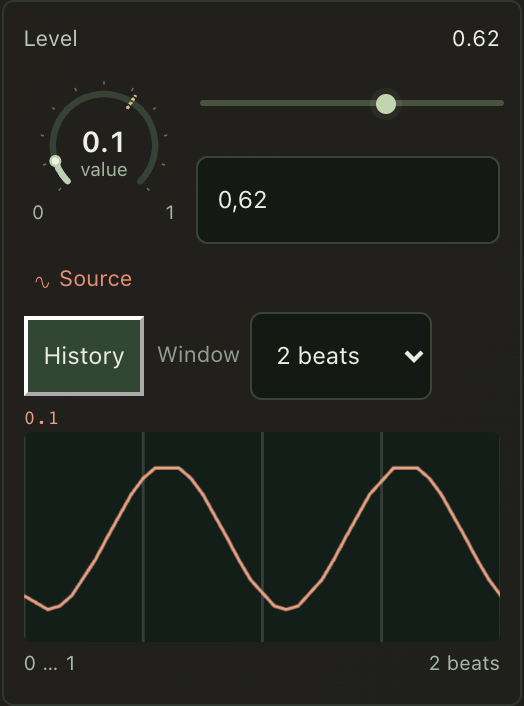 Level 0.62
0.1
value
0 1
0,62
∿ Source
History Window 2 beats
0.1
0 … 1 2 beats